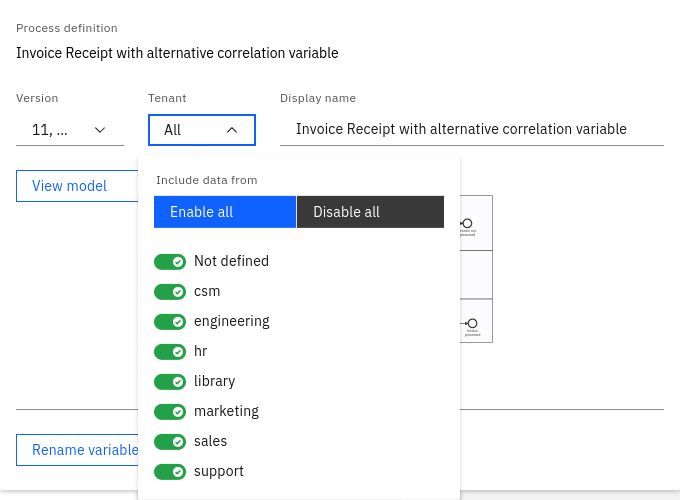 Process definition
Invoice Receipt with alternative correlation variable
Version
Tenant
Display name
11, ...
All
Invoice Receipt with alternative correlation variable
View model
Include data from
Enable all
Disable all
Not defined
csm
engineering
hr
library
marketing
sales
support
Rename variable